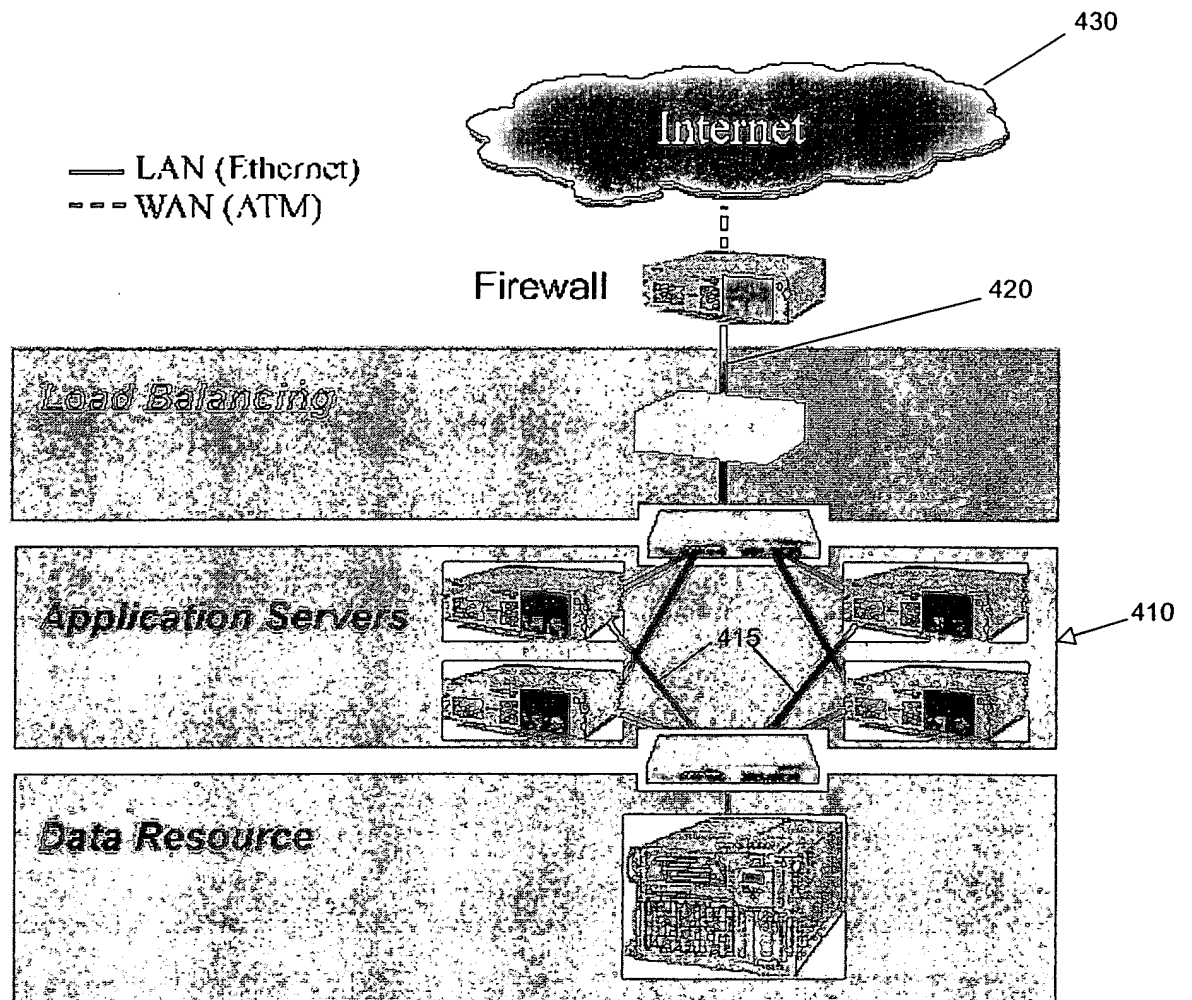 430
Internet
LAN (Ethernet)
WAN (ATM)
Firewall
420
Load Balancing
Application Servers
415
410
Data Resource